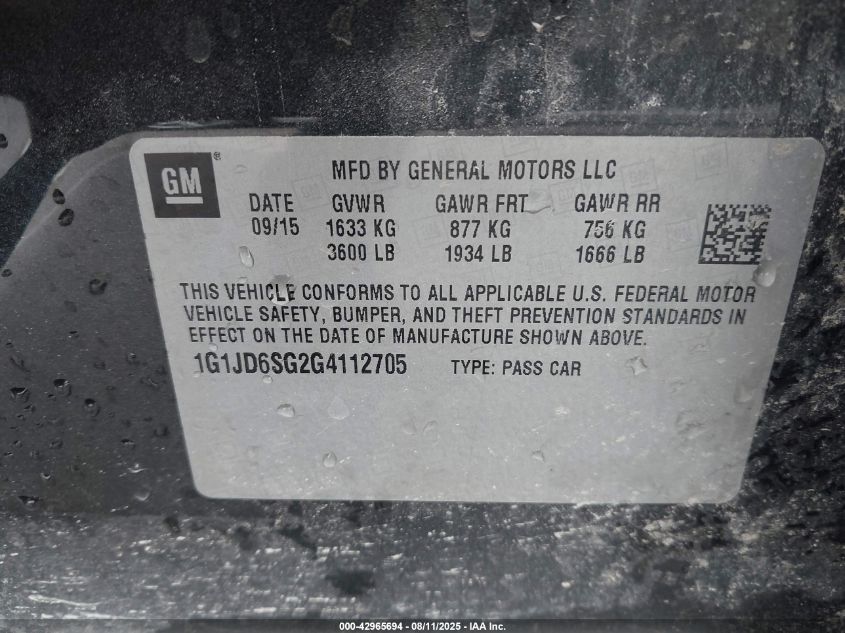 GM®
MFD BY GENERAL MOTORS LLC
DATE GVWR GAWR FRT GAWR RR
09/15 1633 KG 877 KG 756 KG
3600 LB 1934 LB 1666 LB
THIS VEHICLE CONFORMS TO ALL APPLICABLE U.S. FEDERAL MOTOR
VEHICLE SAFETY, BUMPER, AND THEFT PREVENTION STANDARDS IN
EFFECT ON THE DATE OF MANUFACTURE SHOWN ABOVE.
1G1JD6SG2G4112705 TYPE: PASS CAR
000-42965694 - 08/11/2025 - IAA Inc.